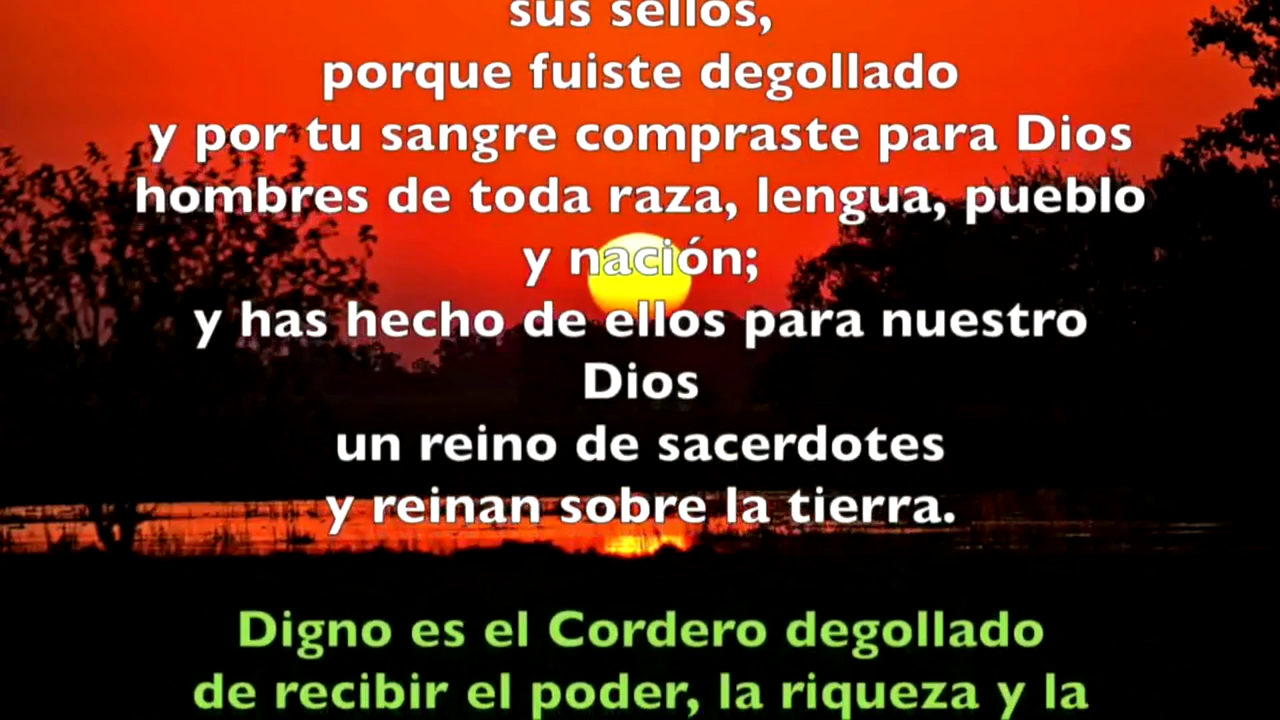 sus sellos,
porque fuiste degollado
y por tu sangre compraste para Dios
hombres de toda raza, lengua, pueblo
y nación;
y has hecho de ellos para nuestro
Dios
un reino de sacerdotes
y reinan sobre la tierra.
Digno es el Cordero degollado
de recibir el poder, la riqueza y la